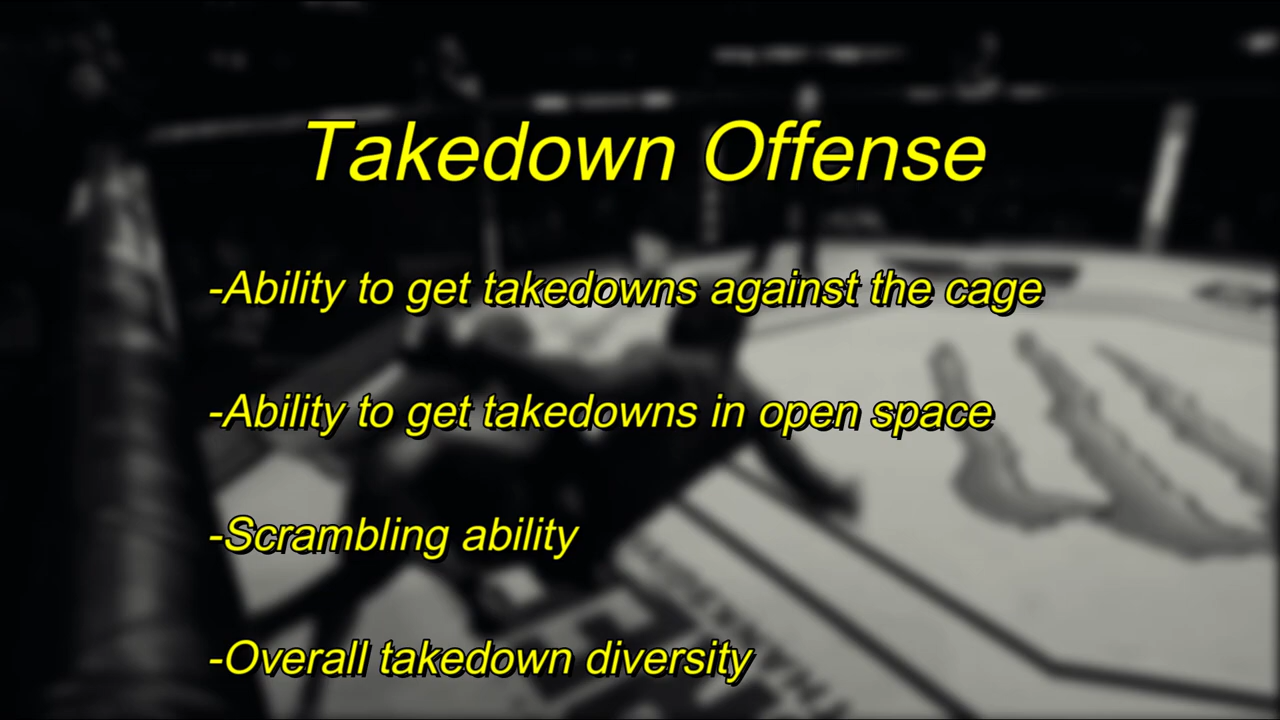 Takedown Offense
-Ability to get takedowns against the cage
-Ability to get takedowns in open space
-Scrambling ability
-Overall takedown diversity